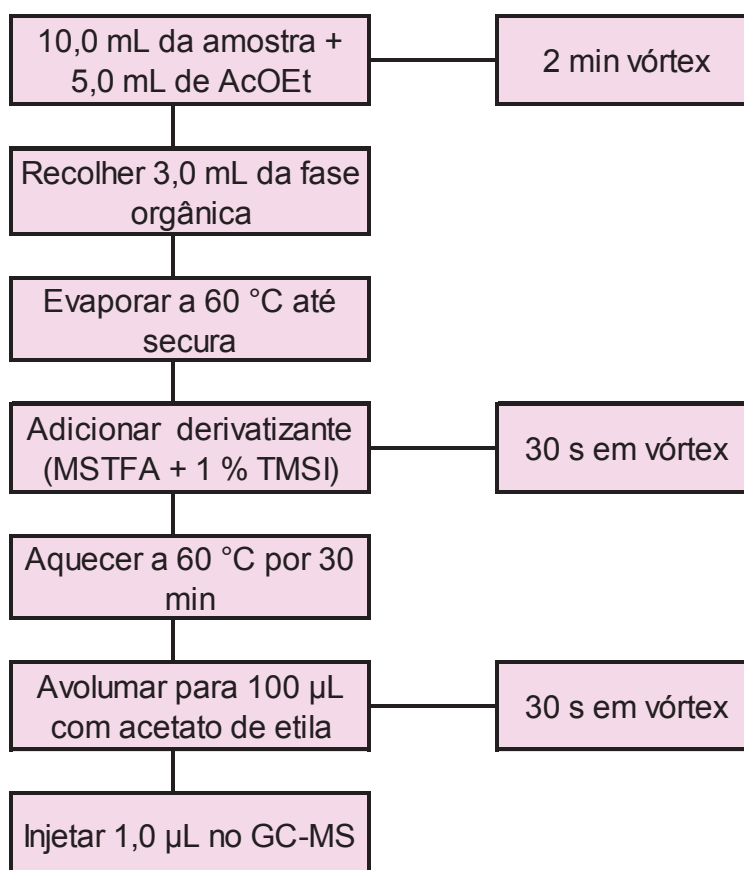 10,0 mL da amostra +
5,0 mL de AcOEt
2 min vórtex
Recolher 3,0 mL da fase
orgânica
Evaporar a 60 °C até
secura
Adicionar derivatizante
(MSTFA + 1 % TMSI)
30 s em vórtex
Aquecer a 60 °C por 30
min
Avolumar para 100 µL
com acetato de etila
30 s em vórtex
Injetar 1,0 µL no GC-MS